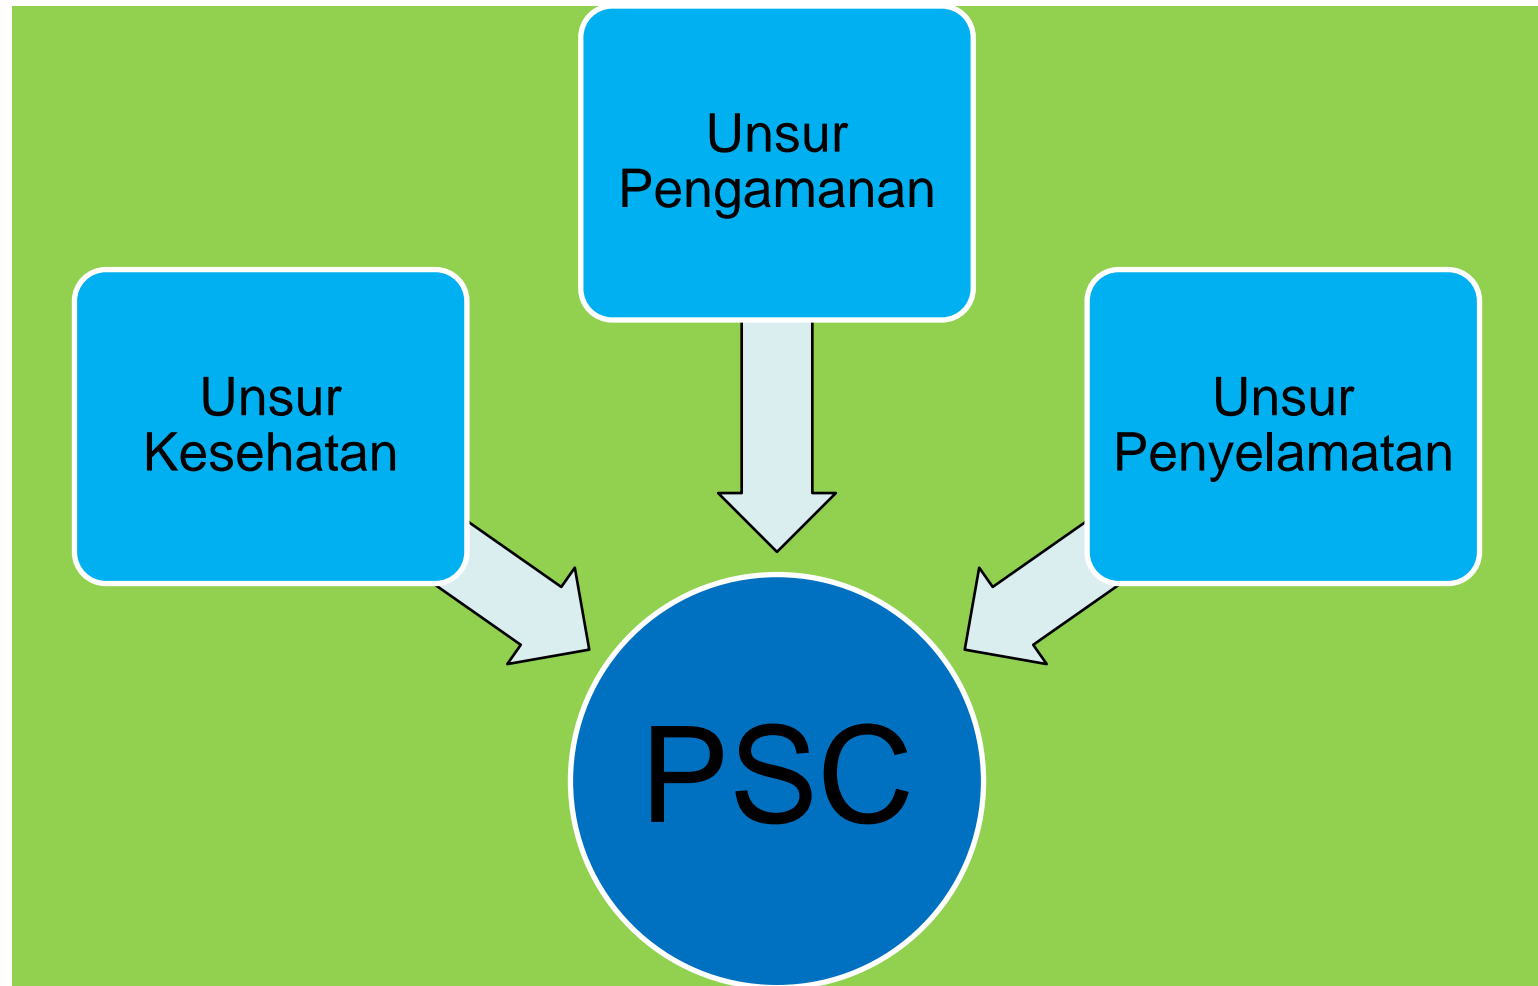 Unsur
Pengamanan
Unsur
Kesehatan
Unsur
Penyelamatan
PSC